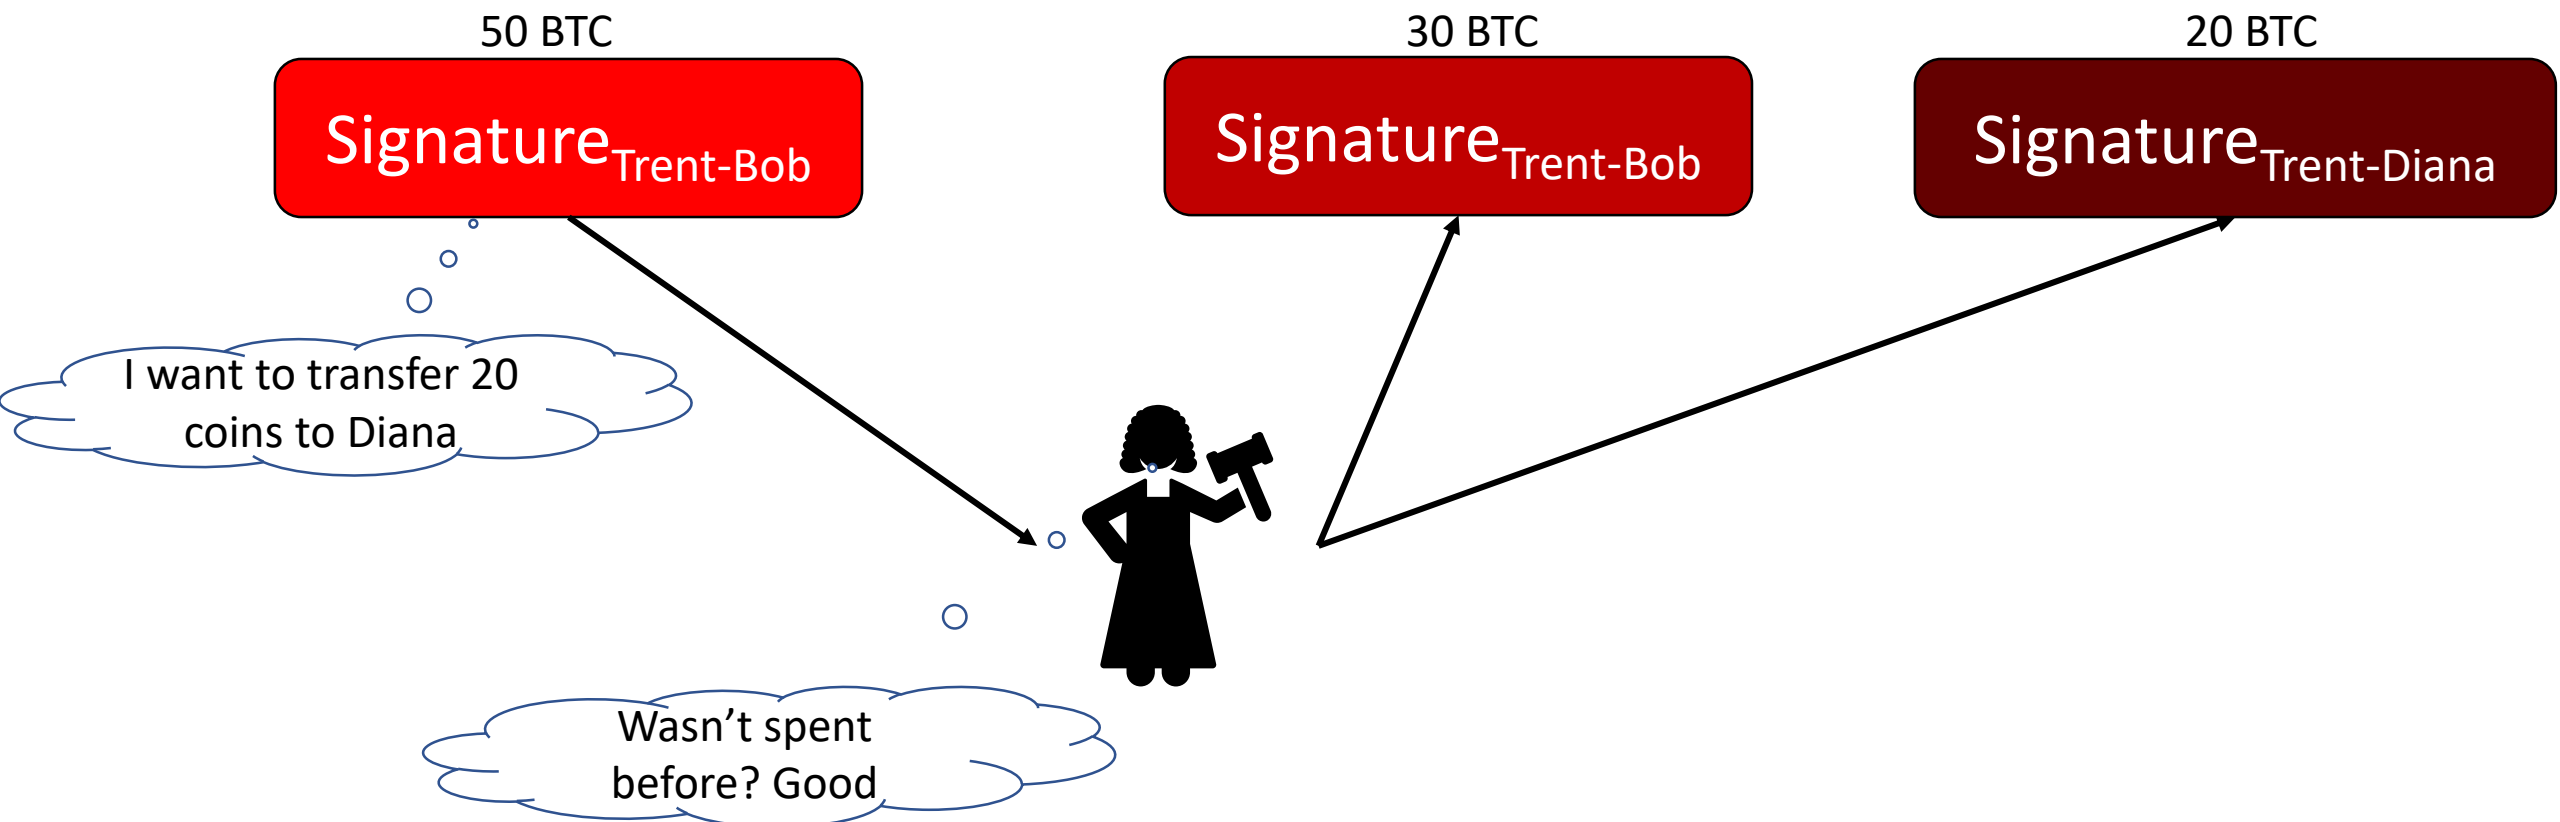 50 BTC
30 BTC
20 BTC
SignatureTrent-Bob
SignatureTrent-Bob
SignatureTrent-Diana
I want to transfer 20
coins to Diana
Wasn’t spent
before? Good